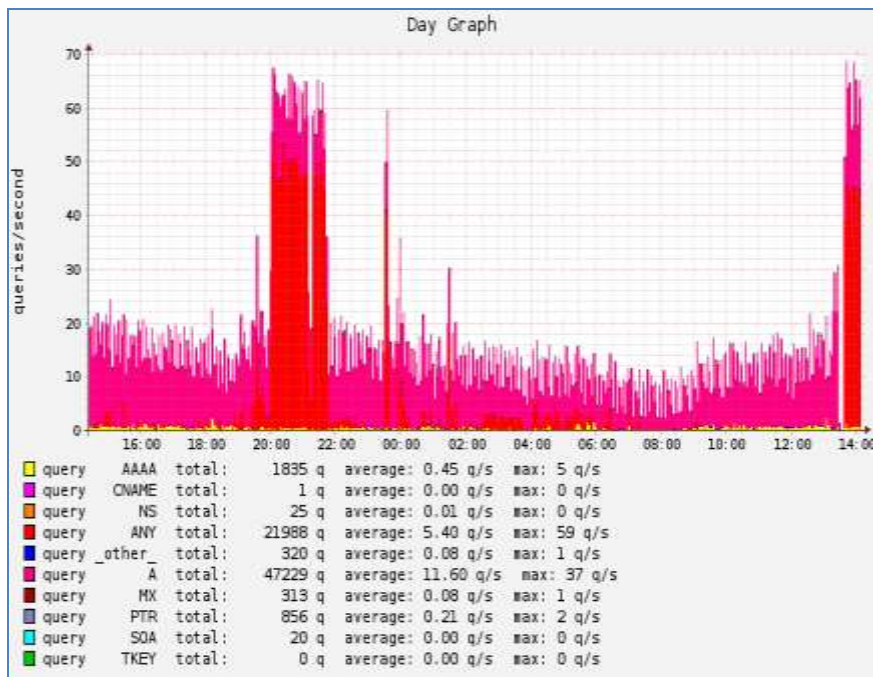 Day Graph
queries/second
70
60
50
40
30
20
10
0
16:00 18:00 20:00 22:00 00:00 02:00 04:00 06:00 08:00 10:00 12:00 14:00
query AAAA total: 1835 q average: 0.45 q/s max: 5 q/s
query CNAME total: 1 q average: 0.00 q/s max: 0 q/s
query NS total: 25 q average: 0.01 q/s max: 0 q/s
query ANY total: 21988 q average: 5.40 q/s max: 59 q/s
query _other_ total: 320 q average: 0.08 q/s max: 1 q/s
query A total: 47229 q average: 11.60 q/s max: 37 q/s
query MX total: 313 q average: 0.08 q/s max: 1 q/s
query PTR total: 856 q average: 0.21 q/s max: 2 q/s
query SOA total: 20 q average: 0.00 q/s max: 0 q/s
query TKEY total: 0 q average: 0.00 q/s max: 0 q/s